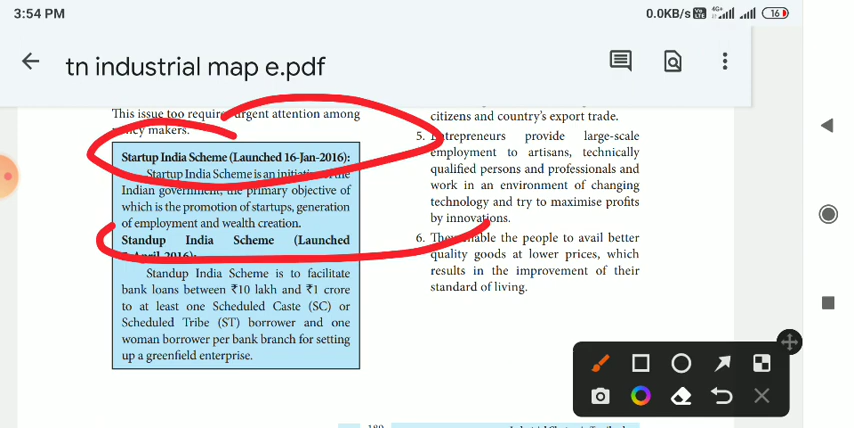 3:54 PM
0.0KB/s
4G+
16
tn industrial map e.pdf
This issue too requires urgent attention among
makers.
Startup India Scheme (Launched 16-Jan-2016):
Startup India Scheme is an initiative of the
Indian government, the primary objective of
which is the promotion of startups, generation
of employment and wealth creation.
Standup India Scheme (Launched
April 2016):
Standup India Scheme is to facilitate
bank loans between ₹10 lakh and ₹1 crore
to at least one Scheduled Caste (SC) or
Scheduled Tribe (ST) borrower and one
woman borrower per bank branch for setting
up a greenfield enterprise.
citizens and country's export trade.
5. Entrepreneurs provide large-scale
employment to artisans, technically
qualified persons and professionals and
work in an environment of changing
technology and try to maximise profits
by innovations.
6. They enable the people to avail better
quality goods at lower prices, which
results in the improvement of their
standard of living.